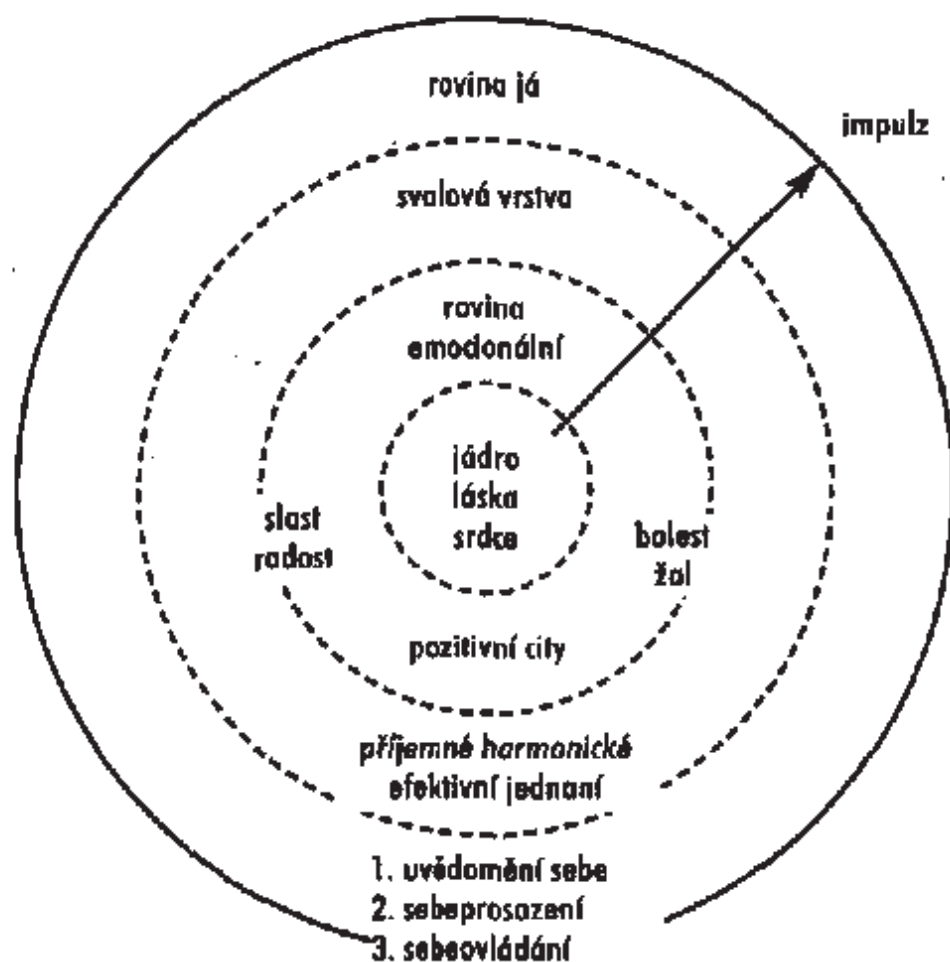 rovina já
impulz
svalová vrstva
rovina
emodonální
jádro
láska
srdce
slast
radost
bolest
žal
pozitivní city
příjemné harmonické
efektivní jednaní
1. uvědomění sebe
2. sebeprosazení
3. sebeovládání